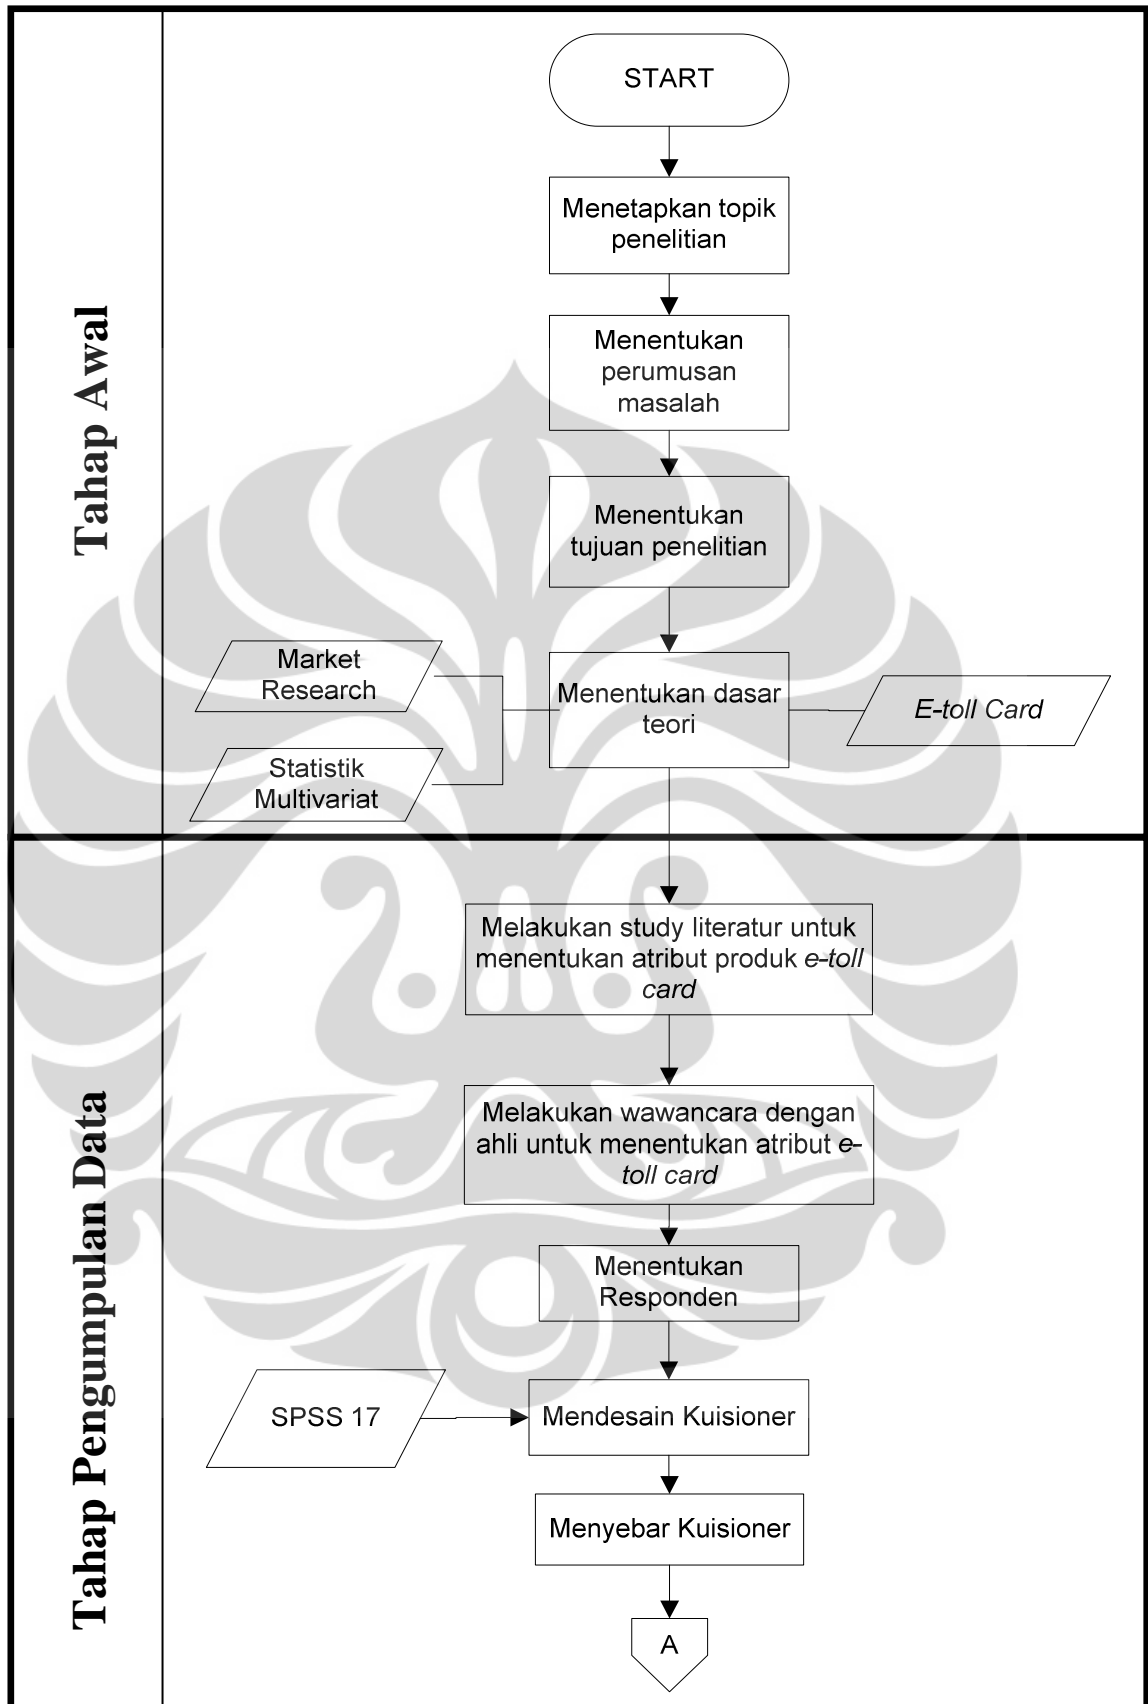 Tahap Awal
START
Menetapkan topik
penelitian
Menentukan
perumusan
masalah
Menentukan
tujuan penelitian
Market
Research
Statistik
Multivariat
Menentukan dasar
teori
E-toll Card
Tahap Pengumpulan Data
Melakukan study literatur untuk
menentukan atribut produk e-toll
card
Melakukan wawancara dengan
ahli untuk menentukan atribut e-
toll card
Menentukan
Responden
SPSS 17
Mendesain Kuisioner
Menyebar Kuisioner
A